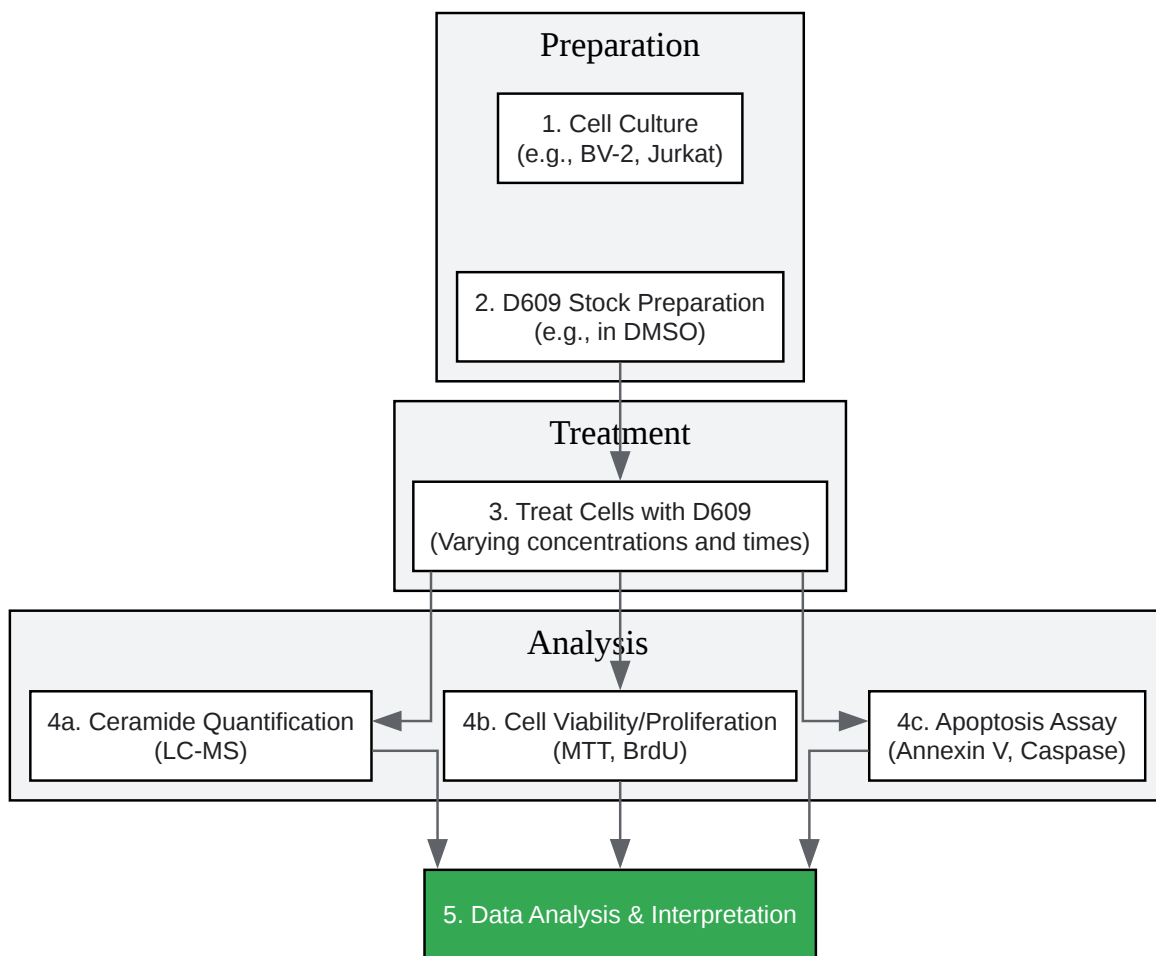 Preparation
1. Cell Culture
(e.g., BV-2, Jurkat)
2. D609 Stock Preparation
(e.g., in DMSO)
Treatment
3. Treat Cells with D609
(Varying concentrations and times)
Analysis
4a. Ceramide Quantification
(LC-MS)
4b. Cell Viability/Proliferation
(MTT, BrdU)
4c. Apoptosis Assay
(Annexin V, Caspase)
5. Data Analysis & Interpretation